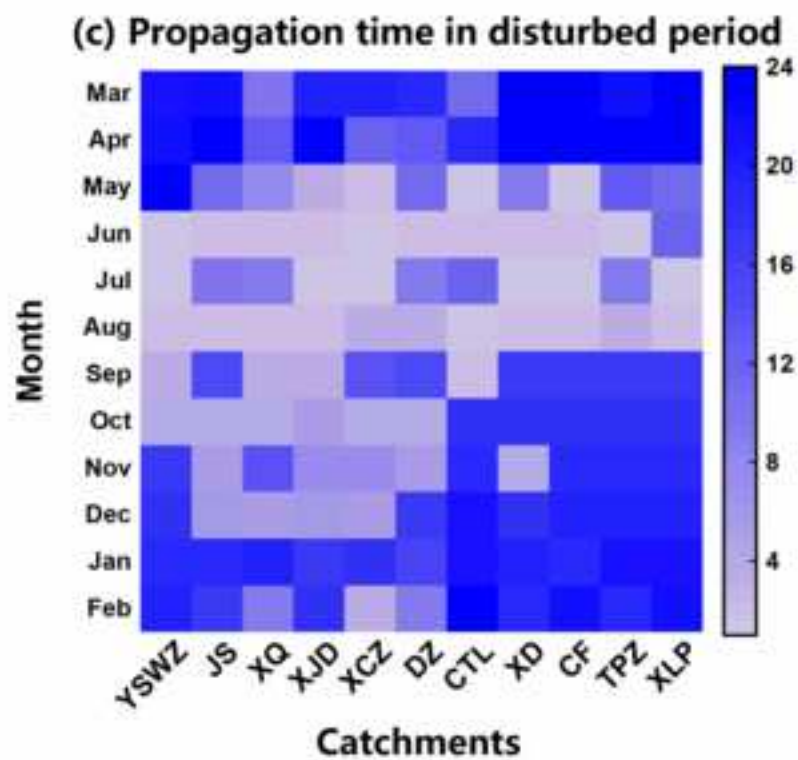 (c) Propagation time in disturbed period
24
Mar
Apr
20
May
Jun
16
Jul
Aug
12
Sep
Oct
8
Nov
Dec
4
Jan
Feb
Month
YSWZ JS XQ XJD XCZ DZ CTL XD CF TPZ XLP
Catchments